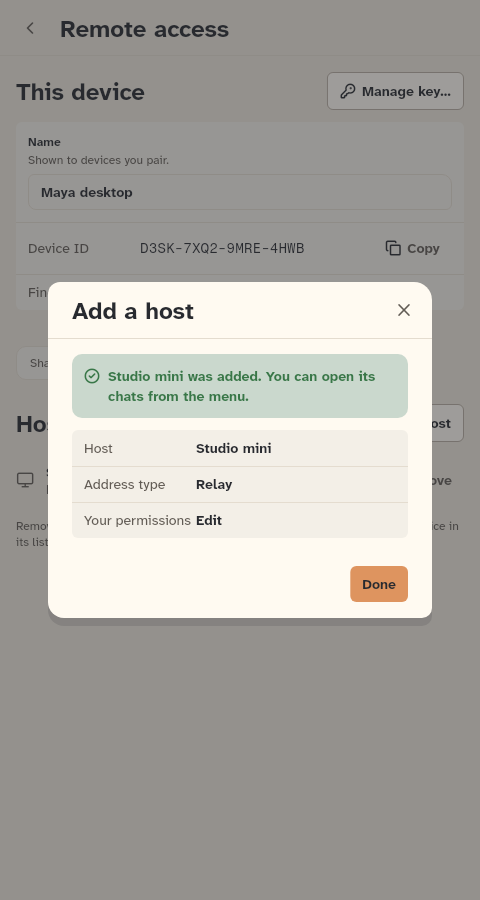 Remote access
This device
Manage key...
Name
Shown to devices you pair.
Maya desktop
Device ID D3SK-7XQ2-9MRE-4HWB Copy
Add a host
Studio mini was added. You can open its
chats from the menu.
Host Studio mini
Address type Relay
Your permissions Edit
Done
its list